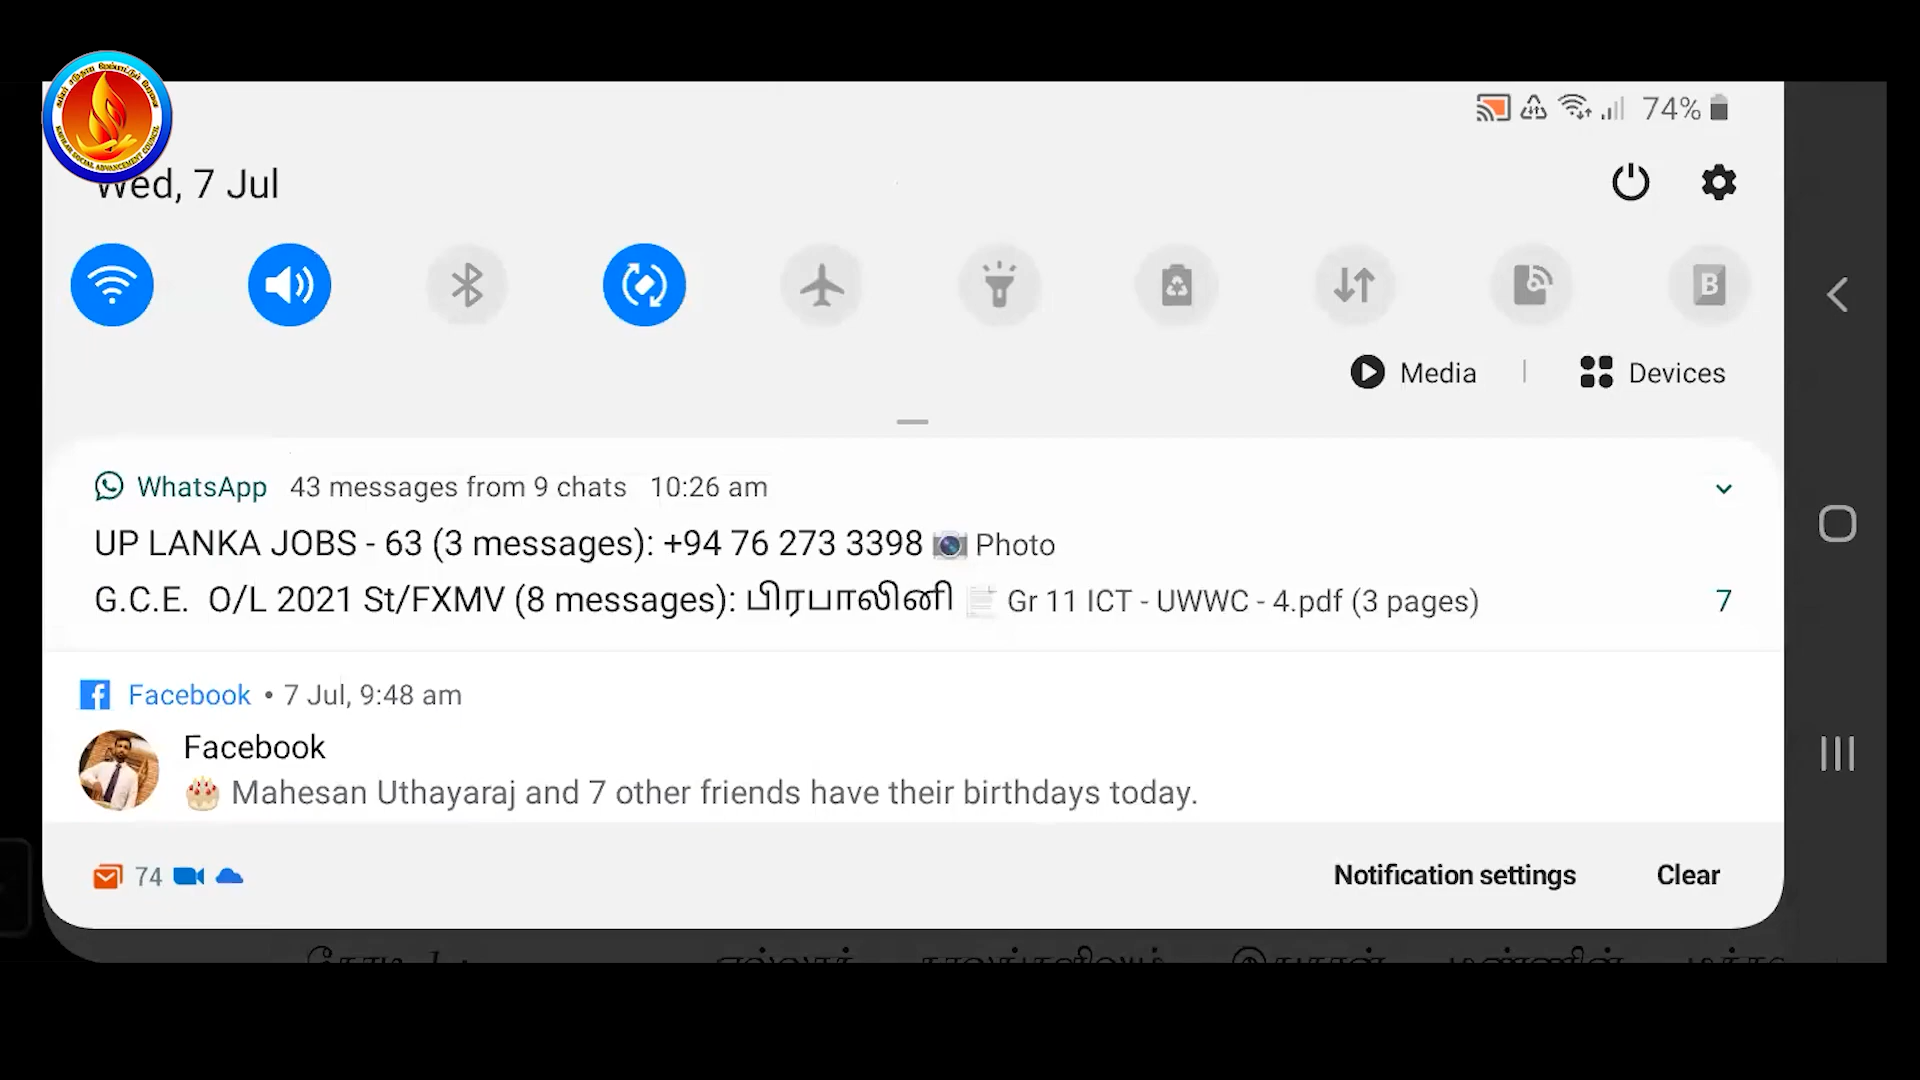 74%
Wed, 7 Jul
B
Media | Devices
WhatsApp 43 messages from 9 chats 10:26 am
UP LANKA JOBS - 63 (3 messages): +94 76 273 3398 📷 Photo
G.C.E. O/L 2021 St/FXMV (8 messages): பிரபாலினி 📄 Gr 11 ICT - UWWC - 4.pdf (3 pages) 7
Facebook • 7 Jul, 9:48 am
Facebook
🎂 Mahesan Uthayaraj and 7 other friends have their birthdays today.
74 Notification settings Clear